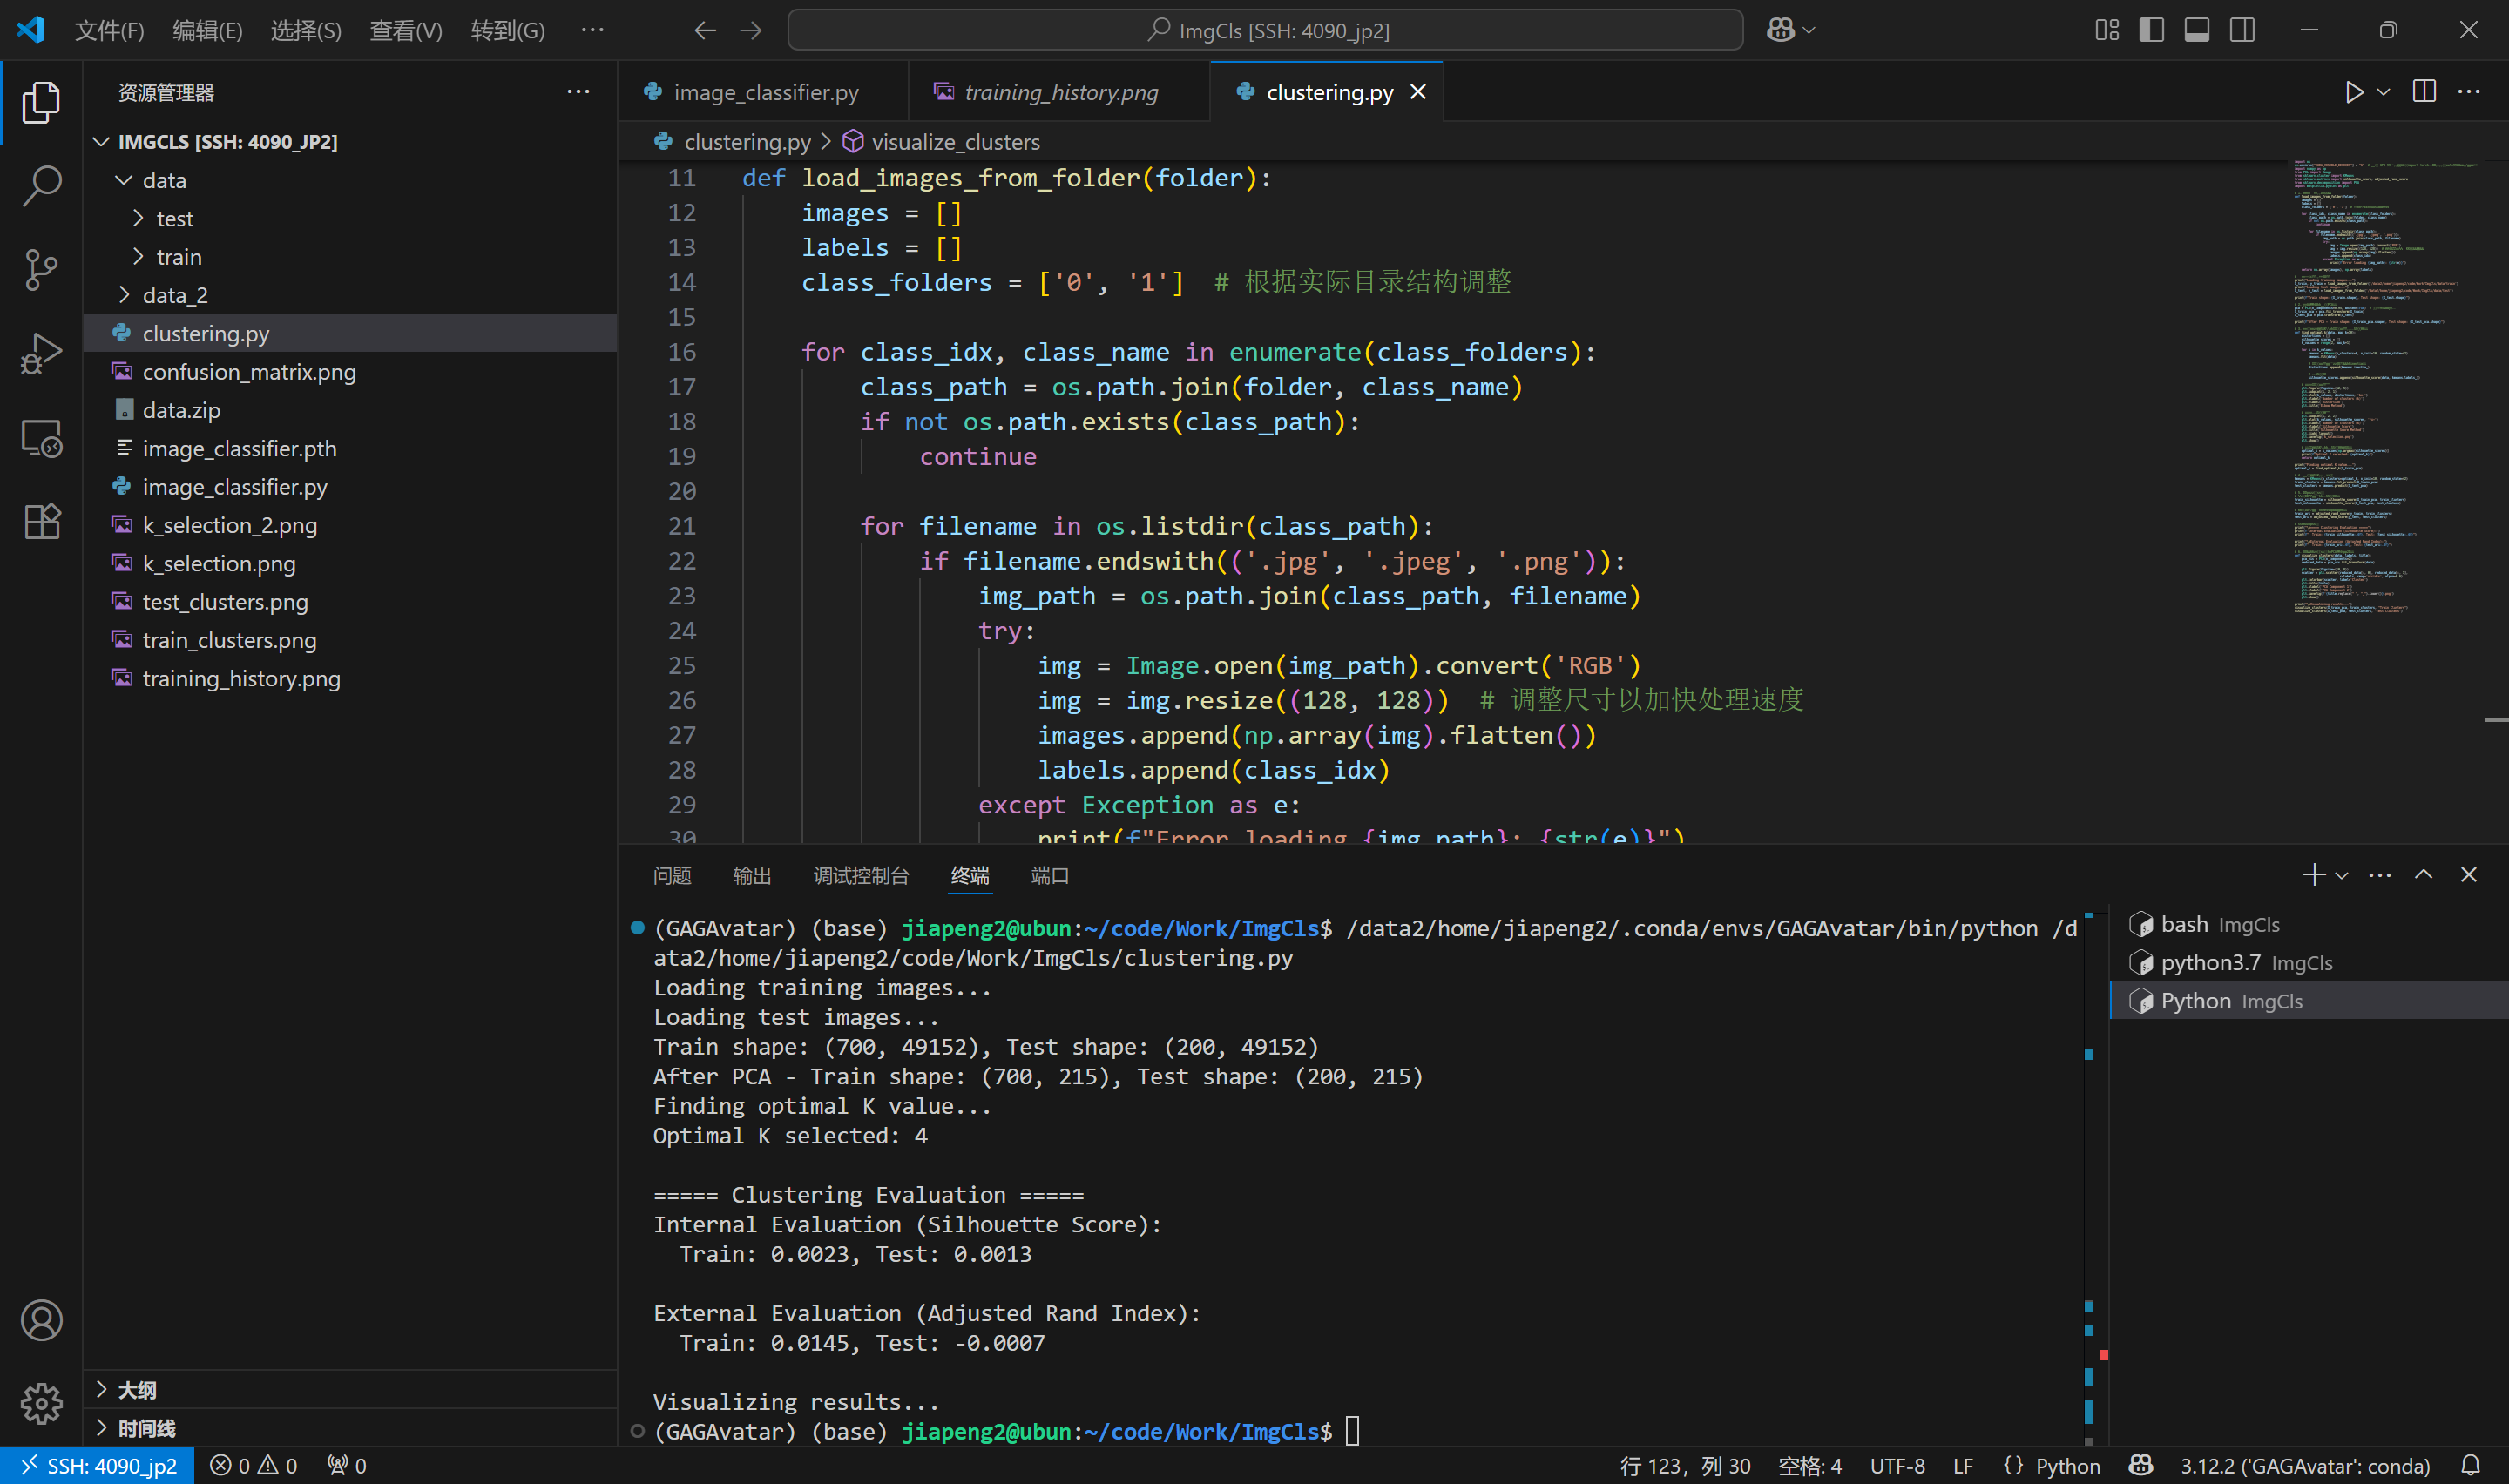 文件(F) 编辑(E) 选择(S) 查看(V) 转到(G) ··· ImgCls [SSH: 4090_jp2]
资源管理器 ···
IMGCLS [SSH: 4090_JP2]
data
test
train
data_2
clustering.py
confusion_matrix.png
data.zip
image_classifier.pth
image_classifier.py
k_selection_2.png
k_selection.png
test_clusters.png
train_clusters.png
training_history.png
大纲
时间线
image_classifier.py training_history.png clustering.py
clustering.py > visualize_clusters
11 def load_images_from_folder(folder):
12 images = []
13 labels = []
14 class_folders = ['0', '1'] # 根据实际目录结构调整
15
16 for class_idx, class_name in enumerate(class_folders):
17 class_path = os.path.join(folder, class_name)
18 if not os.path.exists(class_path):
19 continue
20
21 for filename in os.listdir(class_path):
22 if filename.endswith(('.jpg', '.jpeg', '.png')):
23 img_path = os.path.join(class_path, filename)
24 try:
25 img = Image.open(img_path).convert('RGB')
26 img = img.resize((128, 128)) # 调整尺寸以加快处理速度
27 images.append(np.array(img).flatten())
28 labels.append(class_idx)
29 except Exception as e:
30 print(f"Error loading {img_path}: {str(e)}")
问题 输出 调试控制台 终端 端口
(GAGAvatar) (base) jiapeng2@ubun:~/code/Work/ImgCls$ /data2/home/jiapeng2/.conda/envs/GAGAvatar/bin/python /d
ata2/home/jiapeng2/code/Work/ImgCls/clustering.py
Loading training images...
Loading test images...
Train shape: (700, 49152), Test shape: (200, 49152)
After PCA - Train shape: (700, 215), Test shape: (200, 215)
Finding optimal K value...
Optimal K selected: 4
===== Clustering Evaluation =====
Internal Evaluation (Silhouette Score):
Train: 0.0023, Test: 0.0013
External Evaluation (Adjusted Rand Index):
Train: 0.0145, Test: -0.0007
Visualizing results...
(GAGAvatar) (base) jiapeng2@ubun:~/code/Work/ImgCls$
bash ImgCls
python3.7 ImgCls
Python ImgCls
SSH: 4090_jp2 0 0 0 行 123，列 30 空格: 4 UTF-8 LF {} Python 3.12.2 ('GAGAvatar': conda)